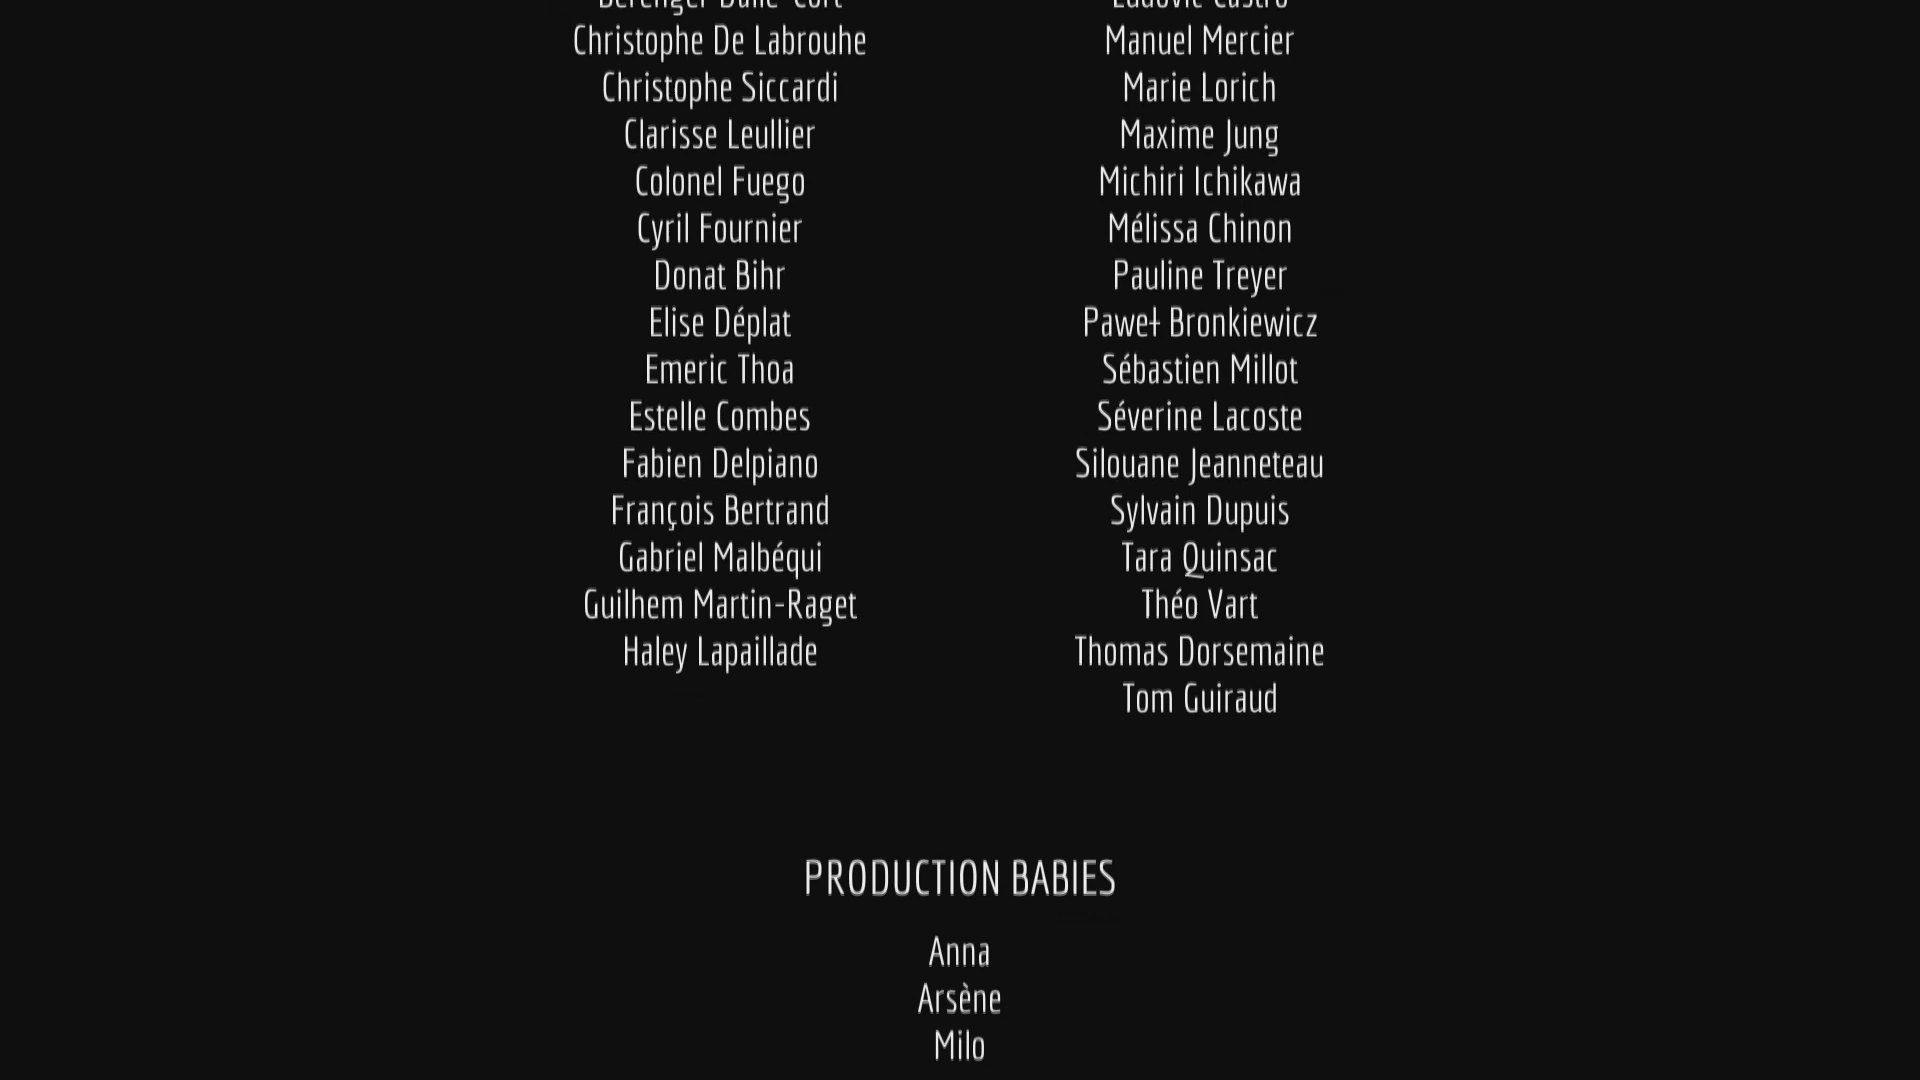 Christophe De Labrouhe
Christophe Siccardi
Clarisse Leullier
Colonel Fuego
Cyril Fournier
Donat Bihr
Elise Déplat
Emeric Thoa
Estelle Combes
Fabien Delpiano
François Bertrand
Gabriel Malbéqui
Guilhem Martin-Raget
Haley Lapaillade
Manuel Mercier
Marie Lorich
Maxime Jung
Michiri Ichikawa
Mélissa Chinon
Pauline Treyer
Paweł Bronkiewicz
Sébastien Millot
Séverine Lacoste
Silouane Jeanneteau
Sylvain Dupuis
Tara Quinsac
Théo Vart
Thomas Dorsemaine
Tom Guiraud
PRODUCTION BABIES
Anna
Arsène
Milo